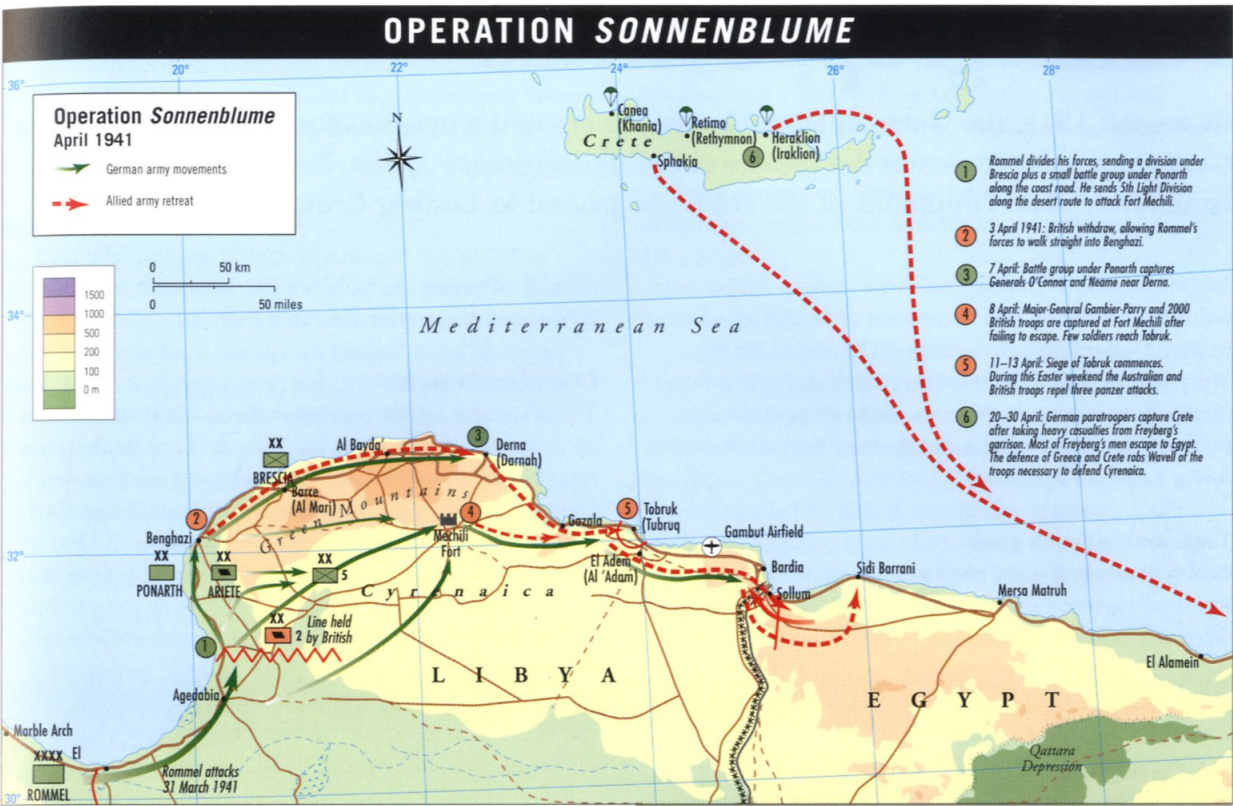 OPERATION SONNENBLUME
20°
22°
24°
26°
28°
36°
34°
32°
30°
Operation Sonnenblume
April 1941
German army movements
Allied army retreat
N
0 50 km
0 50 miles
1500
1000
500
200
100
0 m
Canea
(Khania)
Retimo
(Rethymnon)
Heraklion
(Iraklion)
Crete
6
Sphakia
1
Rommel divides his forces, sending a division under
Brescia plus a small battle group under Ponarth
along the coast road. He sends 5th Light Division
along the desert route to attack Fort Mechili.
2
3 April 1941: British withdraw, allowing Rommel's
forces to walk straight into Benghazi.
3
7 April: Battle group under Ponarth captures
Generals O'Connor and Neame near Derna.
4
8 April: Major-General Gambier-Parry and 2000
British troops are captured at Fort Mechili after
failing to escape. Few soldiers reach Tobruk.
5
11–13 April: Siege of Tobruk commences.
During this Easter weekend the Australian and
British troops repel three panzer attacks.
6
20–30 April: German paratroopers capture Crete
after taking heavy casualties from Freyberg's
garrison. Most of Freyberg's men escape to Egypt.
The defence of Greece and Crete robs Wavell of the
troops necessary to defend Cyrenaica.
Mediterranean Sea
XX
BRESCIA
Al Bayda'
3
Derna
(Darnah)
Barce
(Al Marj)
Green Mountains
2
Benghazi
4
Mechili
Fort
Gazala
5
Tobruk
(Tubruq
Gambut Airfield
El Adem
(Al 'Adam)
Bardia
Sollum
Sidi Barrani
Mersa Matruh
El Alamein
XX
PONARTH
XX
ARIETE
XX
5
Cyrenaica
XX
2
Line held
by British
1
Agedabia
LIBYA
EGYPT
Qattara
Depression
Marble Arch
El
XXXX
ROMMEL
Rommel attacks
31 March 1941